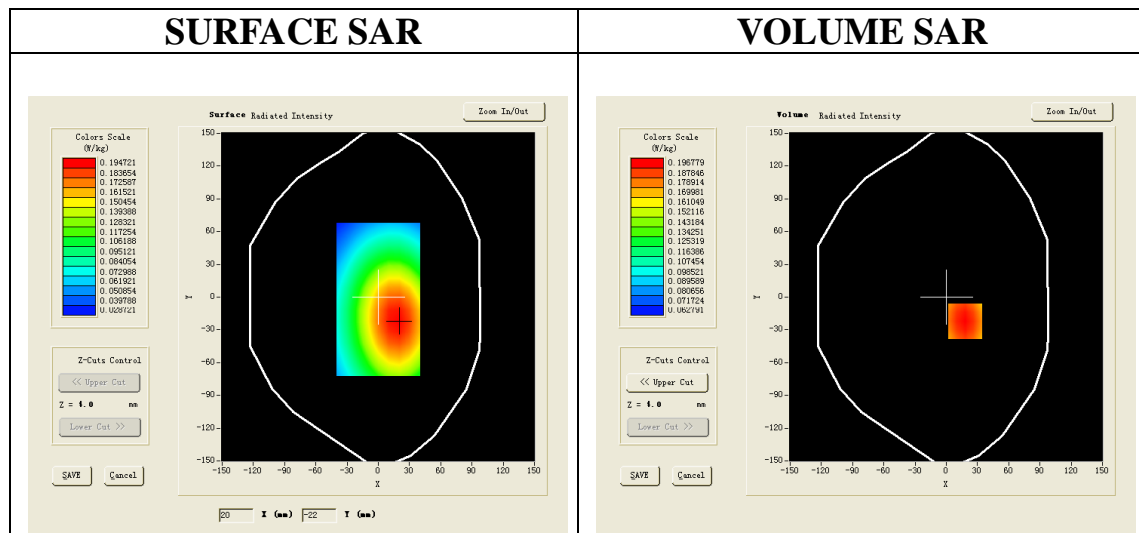 SURFACE SAR
VOLUME SAR
Surface Radiated Intensity
Zoom In/Out
Colors Scale
(W/kg)
0.194721
0.183654
0.172587
0.161521
0.150454
0.139388
0.128321
0.117254
0.106188
0.095121
0.084054
0.072988
0.061921
0.050854
0.039788
0.028721
150
120
90
60
30
0
-30
-60
-90
-120
-150
Y
-150 -120 -90 -60 -30 0 30 60 90 120 150
X
Z-Cuts Control
<< Upper Cut
Z = 4.0 mm
Lower Cut >>
SAVE Cancel
20 X (mm) -22 Y (mm)
Volume Radiated Intensity
Zoom In/Out
Colors Scale
(W/kg)
0.196779
0.187846
0.178914
0.169981
0.161049
0.152116
0.143184
0.134251
0.125319
0.116386
0.107454
0.098521
0.089589
0.080656
0.071724
0.062791
150
120
90
60
30
0
-30
-60
-90
-120
-150
Y
-150 -120 -90 -60 -30 0 30 60 90 120 150
X
Z-Cuts Control
<< Upper Cut
Z = 4.0 mm
Lower Cut >>
SAVE Cancel